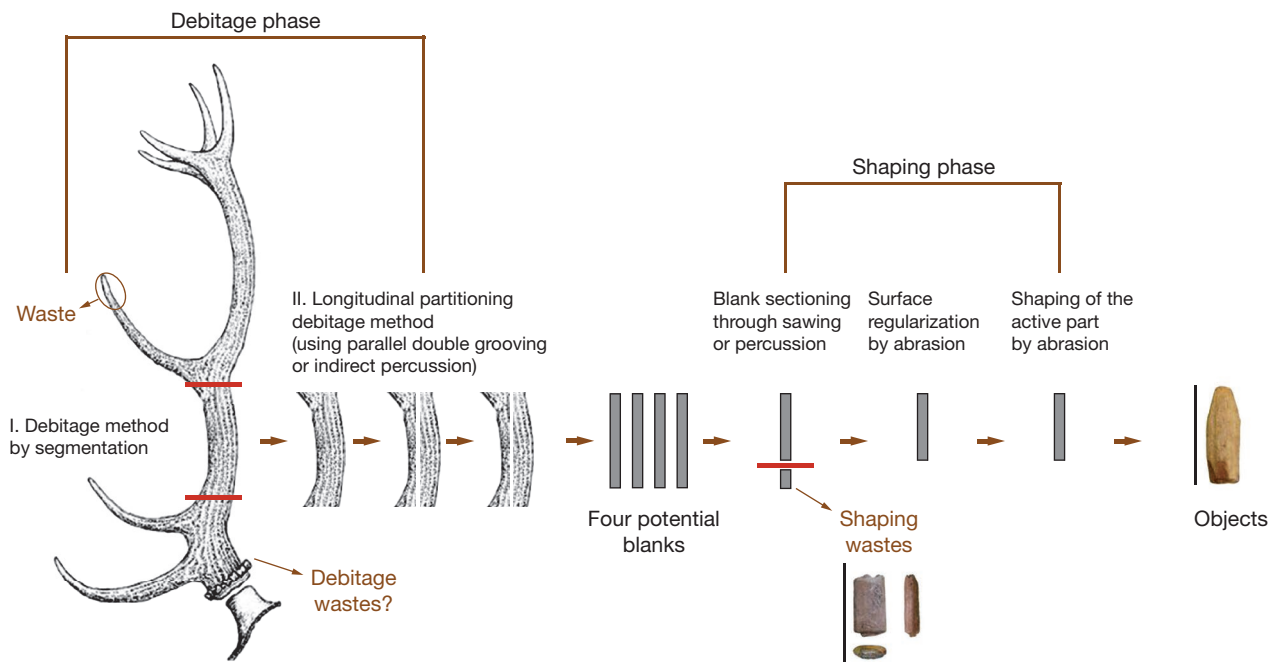 Debitage phase
Shaping phase
Waste
II. Longitudinal partitioning
debitage method
(using parallel double grooving
or indirect percussion)
Blank sectioning
through sawing
or percussion
Surface
regularization
by abrasion
Shaping of the
active part
by abrasion
I. Debitage method
by segmentation
Four potential
blanks
Shaping
wastes
Objects
Debitage
wastes?